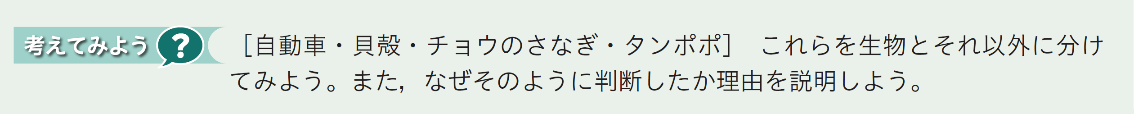 考えてみよう ? ［自動車・貝殻・チョウのさなぎ・タンポポ］　これらを生物とそれ以外に分け
てみよう。また，なぜそのように判断したか理由を説明しよう。